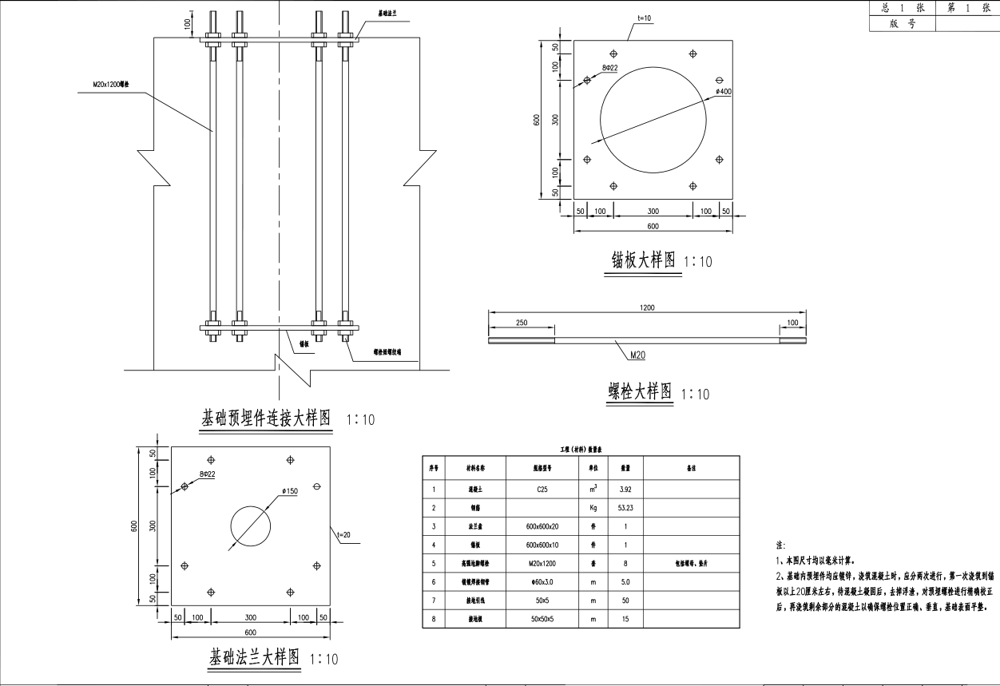 总 1 张 第 1 张
版 号
100
基础法兰
M20x1200螺栓
锚板
螺栓短螺纹端
基础预埋件连接大样图 1:10
t=10
50
100
300
100
50
600
8Φ22
Φ400
50 100 300 100 50
600
锚板大样图 1:10
1200
250
100
M20
螺栓大样图 1:10
50
100
300
100
50
600
8Φ22
Φ150
t=20
50 100 300 100 50
600
基础法兰大样图 1:10
工程(材料)数量表
序号 材料名称 规格型号 单位 数量 备注
1 混凝土 C25 m³ 3.92
2 钢筋 Kg 53.23
3 法兰盘 600x600x20 件 1
4 锚板 600x600x10 件 1
5 高强地脚螺栓 M20x1200 套 8 包括螺母、垫片
6 镀锌焊接钢管 Φ60x3.0 m 5.0
7 接地引线 50x5 m 50
8 接地极 50x50x5 m 15
注:
1、本图尺寸均以毫米计算。
2、基础内预埋件均应镀锌,浇筑混凝土时,应分两次进行,第一次浇筑到锚
板以上20厘米左右,待混凝土凝固后,去掉浮渣,对预埋螺栓进行精确校正
后,再浇筑剩余部分的混凝土以确保螺栓位置正确、垂直,基础表面平整。